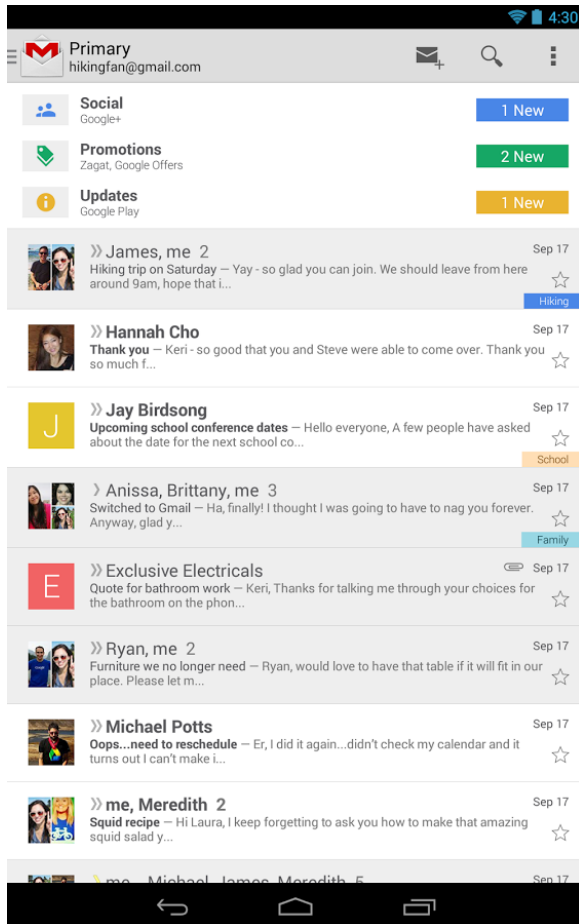 4:30
Primary
hikingfan@gmail.com
Social
Google+
1 New
Promotions
Zagat, Google Offers
2 New
Updates
Google Play
1 New
James, me 2
Sep 17
Hiking trip on Saturday — Yay - so glad you can join. We should leave from here
around 9am, hope that i...
Hiking
Hannah Cho
Sep 17
Thank you — Keri - so good that you and Steve were able to come over. Thank you
so much f...
J
Jay Birdsong
Sep 17
Upcoming school conference dates — Hello everyone, A few people have asked
about the date for the next school co...
School
Anissa, Brittany, me 3
Sep 17
Switched to Gmail — Ha, finally! I thought I was going to have to nag you forever.
Anyway, glad y...
Family
E
Exclusive Electricals
Sep 17
Quote for bathroom work — Keri, Thanks for talking me through your choices for
the bathroom on the phon...
Ryan, me 2
Sep 17
Furniture we no longer need — Ryan, would love to have that table if it will fit in our
place. Please let m...
Michael Potts
Sep 17
Oops...need to reschedule — Er, I did it again...didn't check my calendar and it
turns out I can't make i...
me, Meredith 2
Sep 17
Squid recipe — Hi Laura, I keep forgetting to ask you how to make that amazing
squid salad y...
me .. Michael, James, Meredith 5
Sep 17